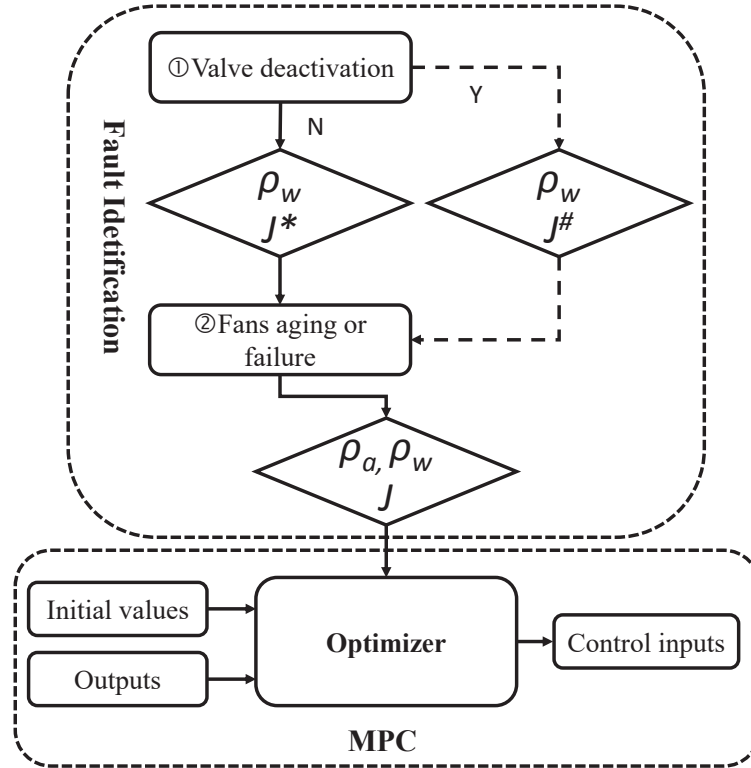 ①Valve deactivation
Y
N
ρw
J*
ρw
J#
Fault Idetification
②Fans aging or
failure
ρa, ρw
J
Initial values
Optimizer
Control inputs
Outputs
MPC